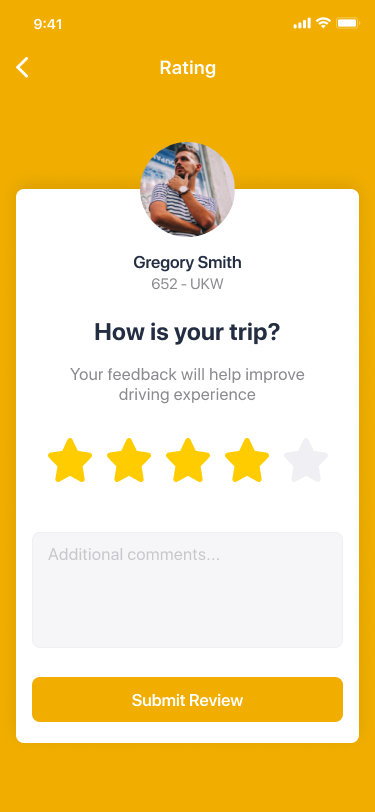 9:41
Rating
Gregory Smith
652 - UKW
How is your trip?
Your feedback will help improve
driving experience
Additional comments...
Submit Review